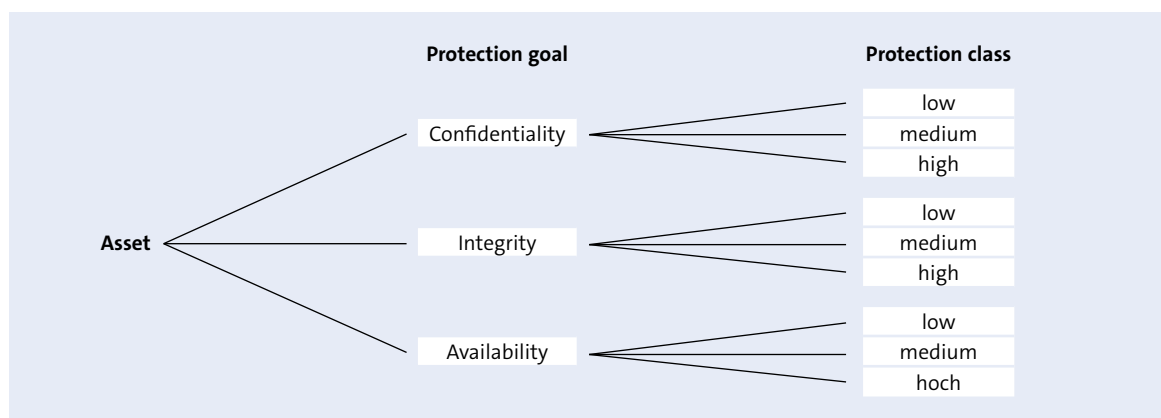 Protection goal
Protection class
Asset
Confidentiality
low
medium
high
Integrity
low
medium
high
Availability
low
medium
hoch